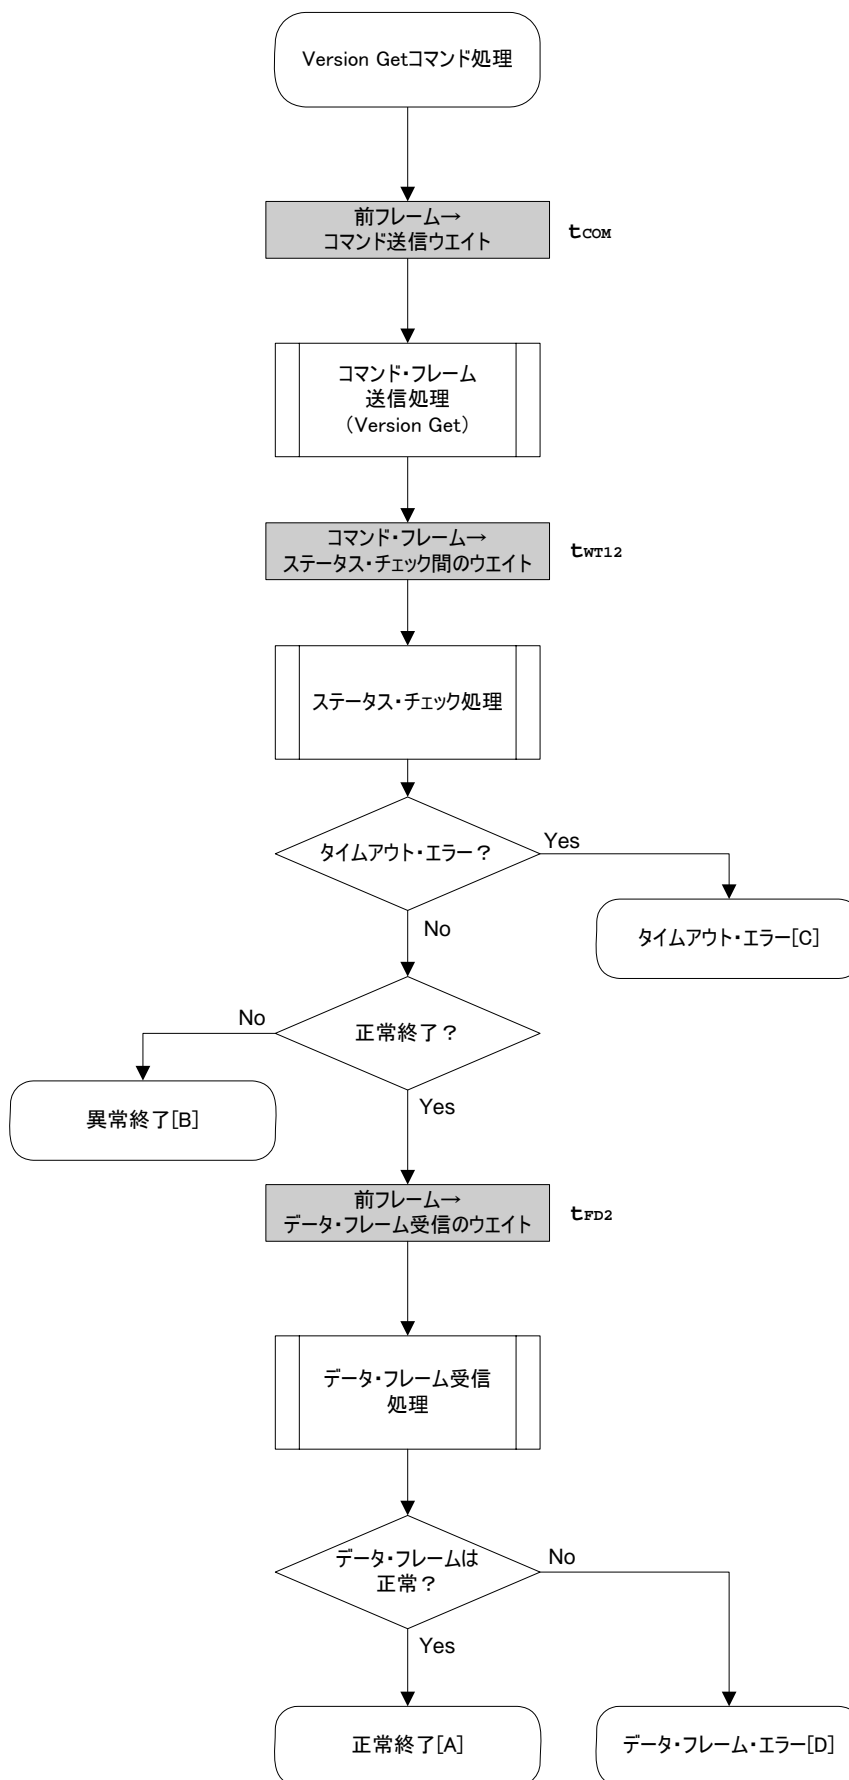 Version Getコマンド処理
前フレーム→
コマンド送信ウエイト
tCOM
コマンド・フレーム
送信処理
（Version Get）
コマンド・フレーム→
ステータス・チェック間のウエイト
tWT12
ステータス・チェック処理
タイムアウト・エラー？
Yes
タイムアウト・エラー[C]
No
正常終了？
No
異常終了[B]
Yes
前フレーム→
データ・フレーム受信のウエイト
tFD2
データ・フレーム受信
処理
データ・フレームは
正常？
No
Yes
正常終了[A]
データ・フレーム・エラー[D]